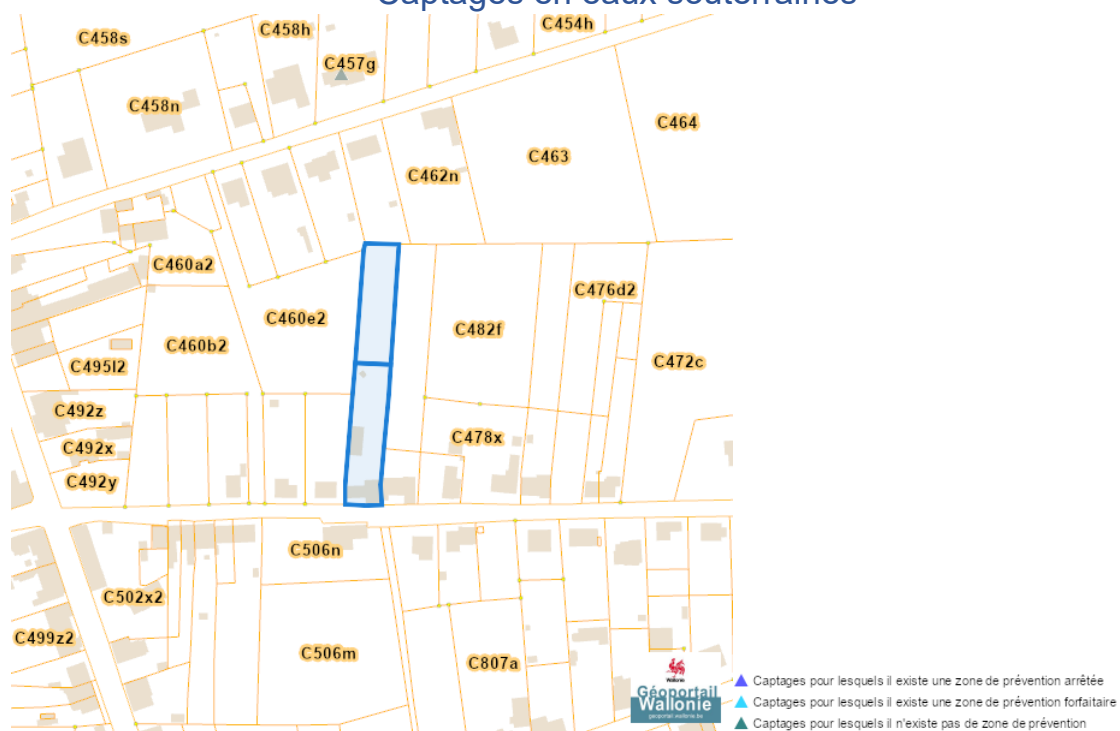 Captages en eaux souterraines
C458s
C458h
C454h
C457g
C458n
C464
C463
C462n
C460a2
C476d2
C460e2
C482f
C460b2
C495l2
C472c
C492z
C478x
C492x
C492y
C506n
C502x2
C499z2
C506m
C807a
Wallonie
Géoportail
Wallonie
geoportail.wallonie.be
Captages pour lesquels il existe une zone de prévention arrêtée
Captages pour lesquels il existe une zone de prévention forfaitaire
Captages pour lesquels il n'existe pas de zone de prévention